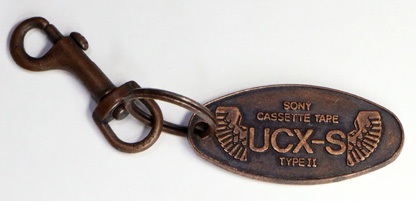 SONY
CASSETTE TAPE
UCX-S
TYPE II